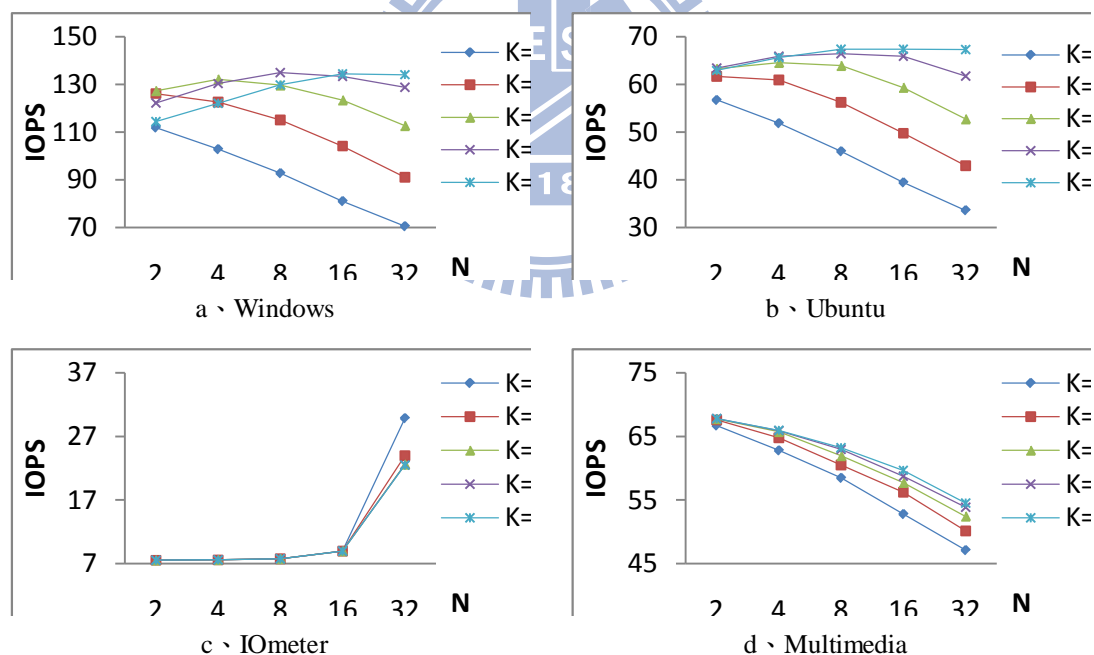 150
130
110
90
70
IOPS
2 4 8 16 32 N
K=
K=
K=
K=
K=
a、Windows
70
60
50
40
30
IOPS
2 4 8 16 32 N
K=
K=
K=
K=
K=
b、Ubuntu
ES
18
37
27
17
7
IOPS
2 4 8 16 32 N
K=
K=
K=
K=
K=
c、IOmeter
75
65
55
45
IOPS
2 4 8 16 32 N
K=
K=
K=
K=
K=
d、Multimedia